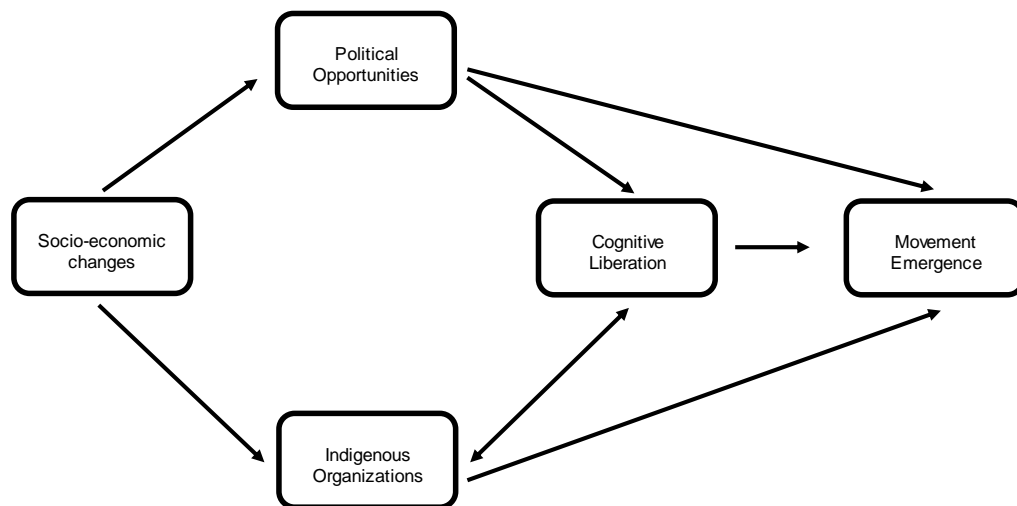 Political
Opportunities
Socio-economic
changes
Cognitive
Liberation
Movement
Emergence
Indigenous
Organizations